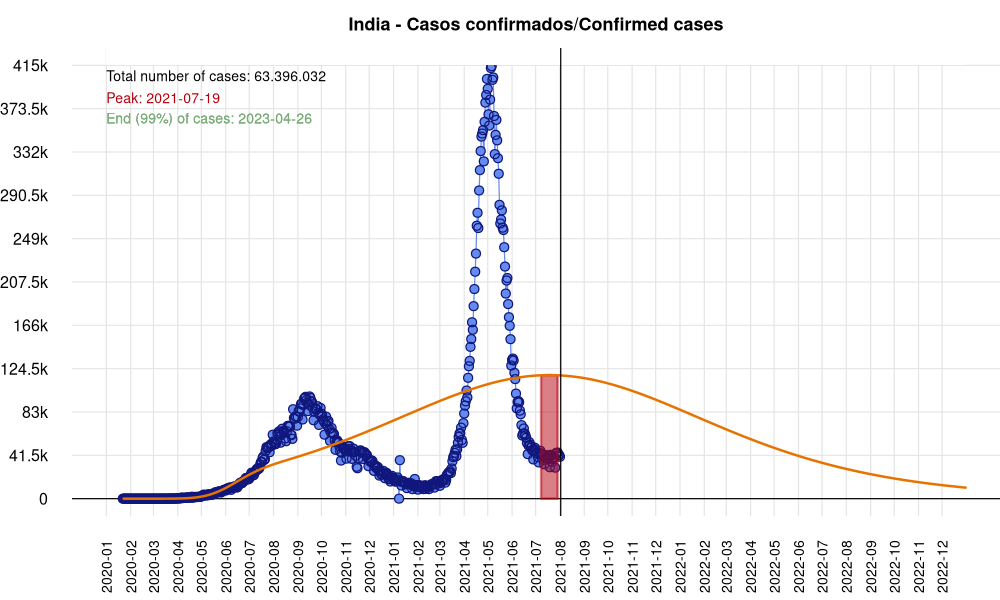 India - Casos confirmados/Confirmed cases
Total number of cases: 63.396.032
Peak: 2021-07-19
End (99%) of cases: 2023-04-26
415k
373.5k
332k
290.5k
249k
207.5k
166k
124.5k
83k
41.5k
0
2020-01
2020-02
2020-03
2020-04
2020-05
2020-06
2020-07
2020-08
2020-09
2020-10
2020-11
2020-12
2021-01
2021-02
2021-03
2021-04
2021-05
2021-06
2021-07
2021-08
2021-09
2021-10
2021-11
2021-12
2022-01
2022-02
2022-03
2022-04
2022-05
2022-06
2022-07
2022-08
2022-09
2022-10
2022-11
2022-12